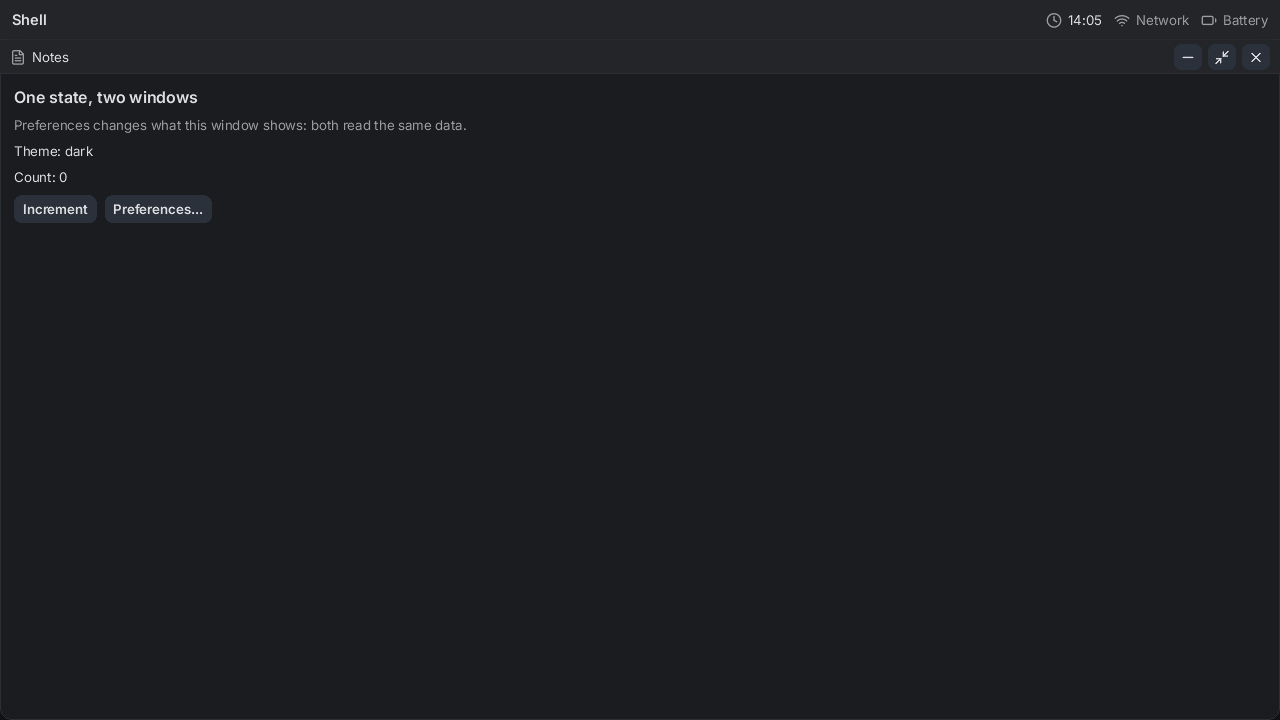 Shell
14:05 Network Battery
Notes
One state, two windows
Preferences changes what this window shows: both read the same data.
Theme: dark
Count: 0
Increment Preferences...